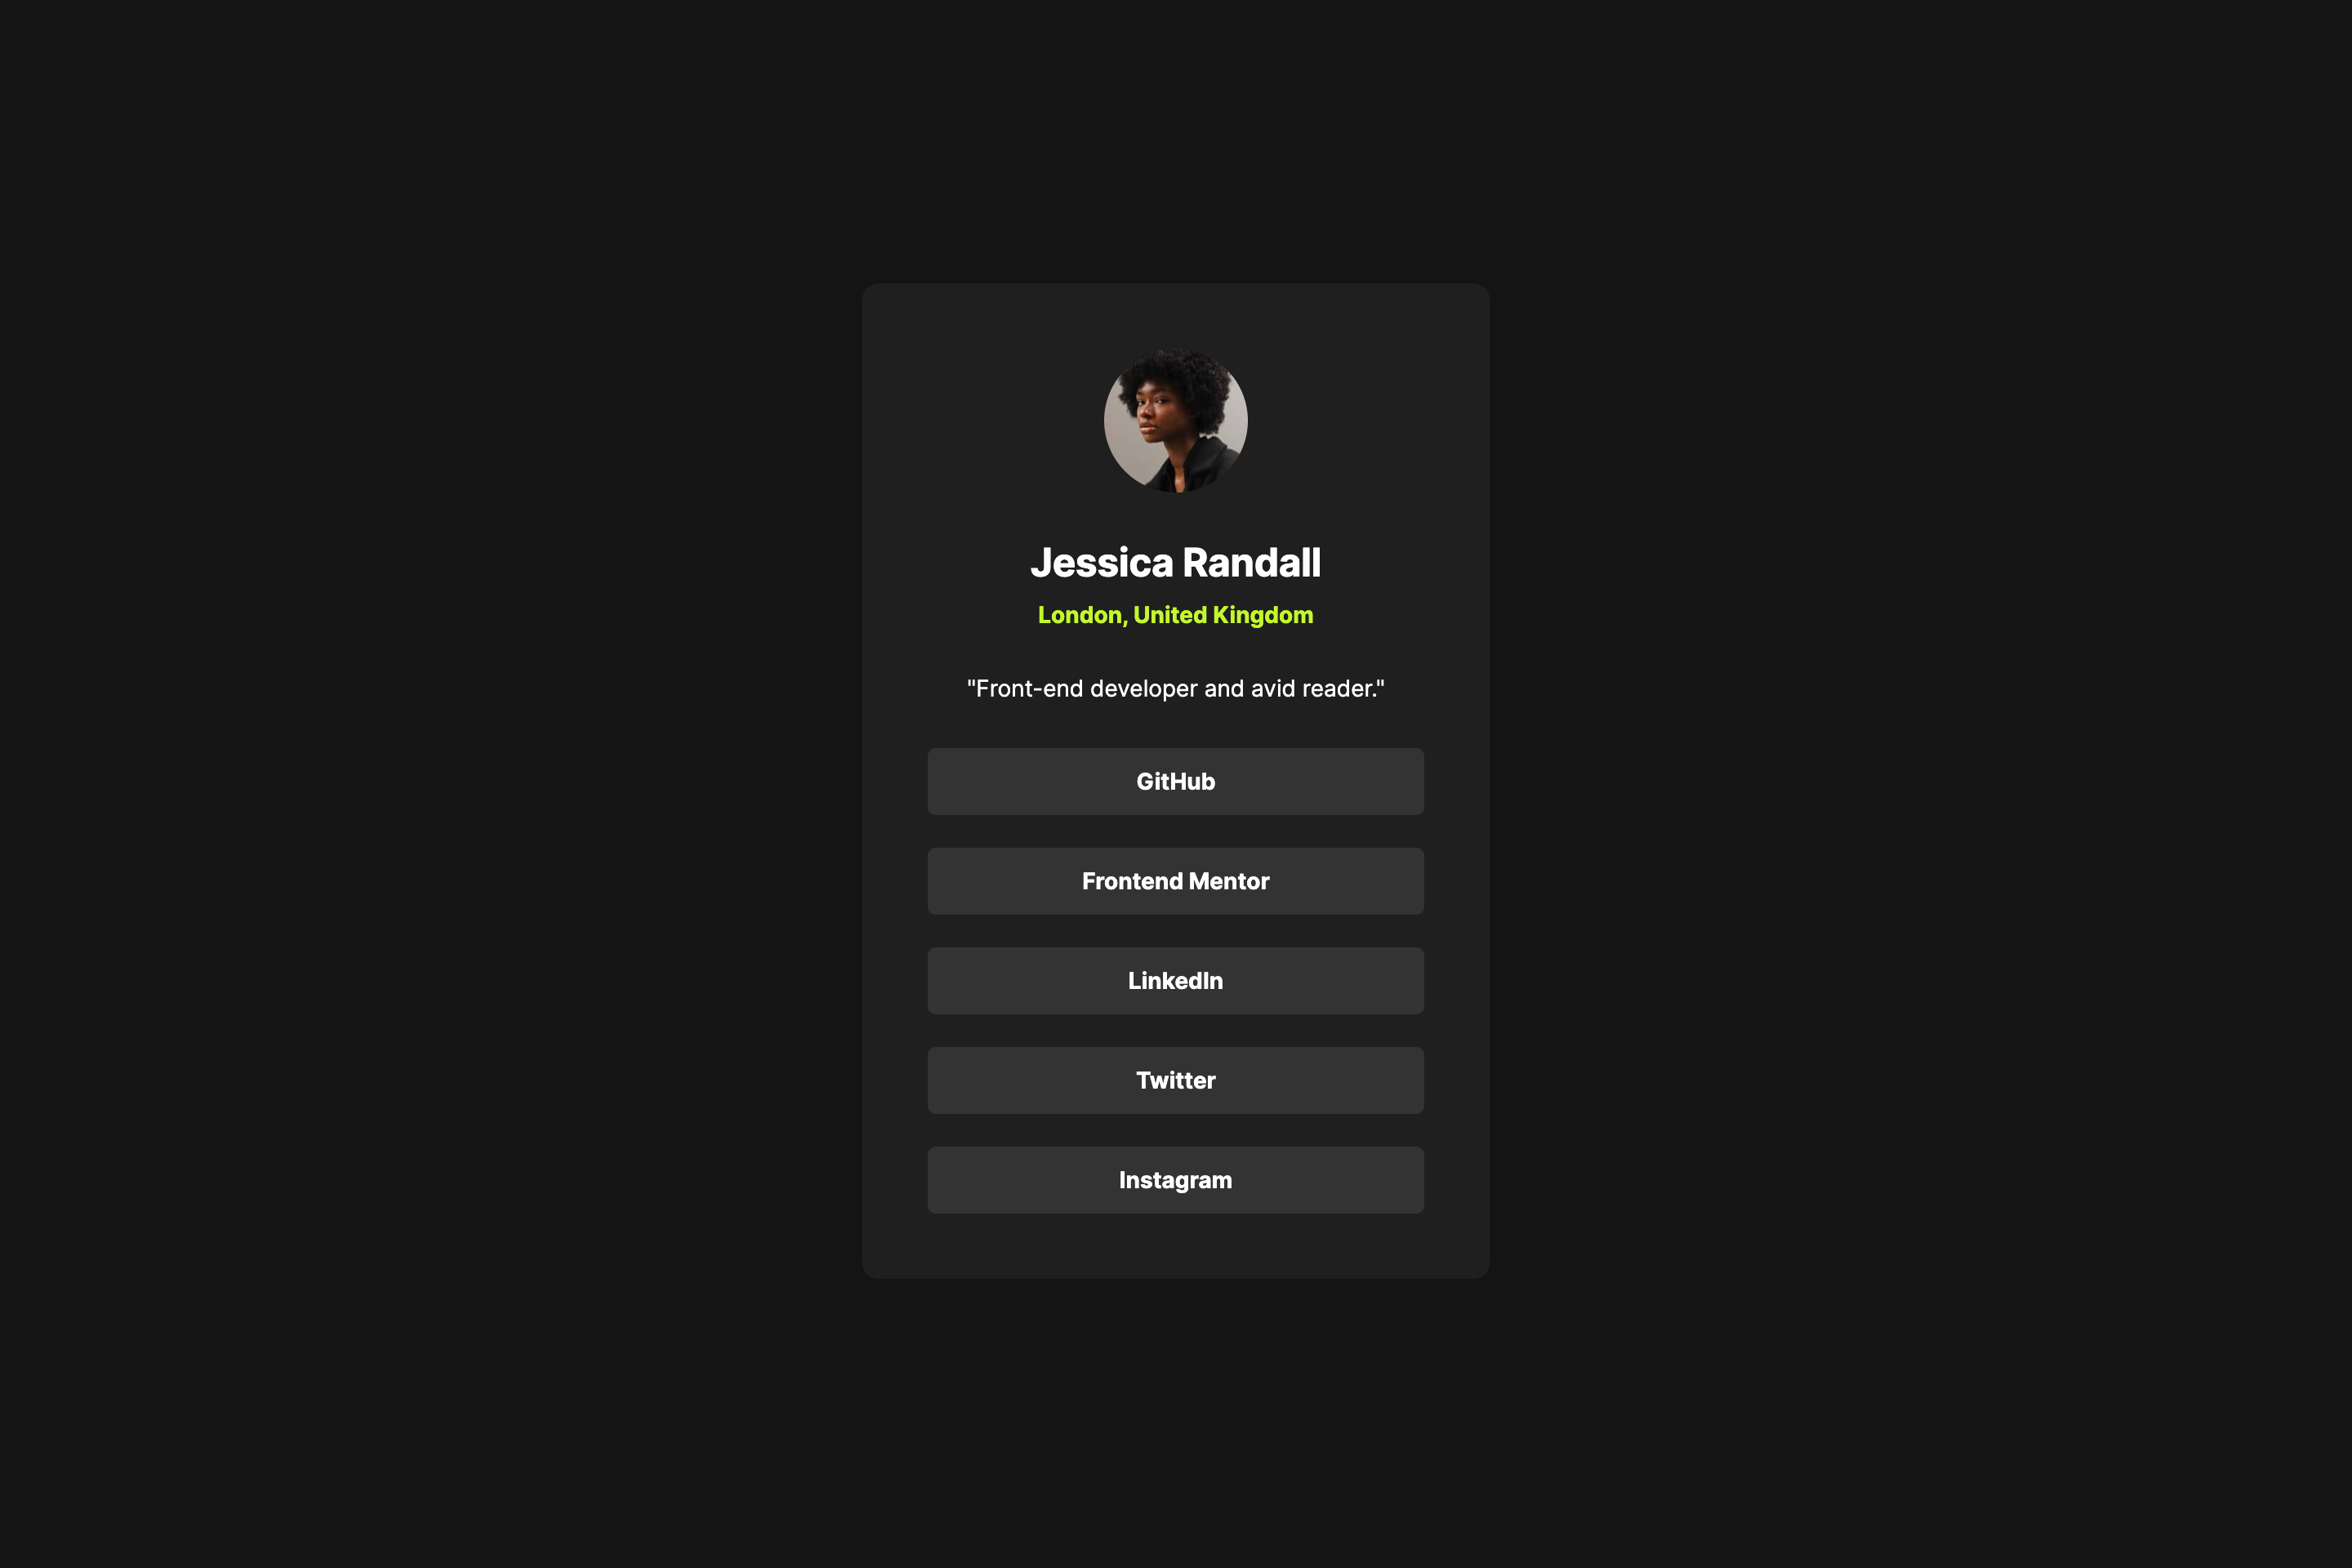 Jessica Randall
London, United Kingdom
"Front-end developer and avid reader."
GitHub
Frontend Mentor
LinkedIn
Twitter
Instagram